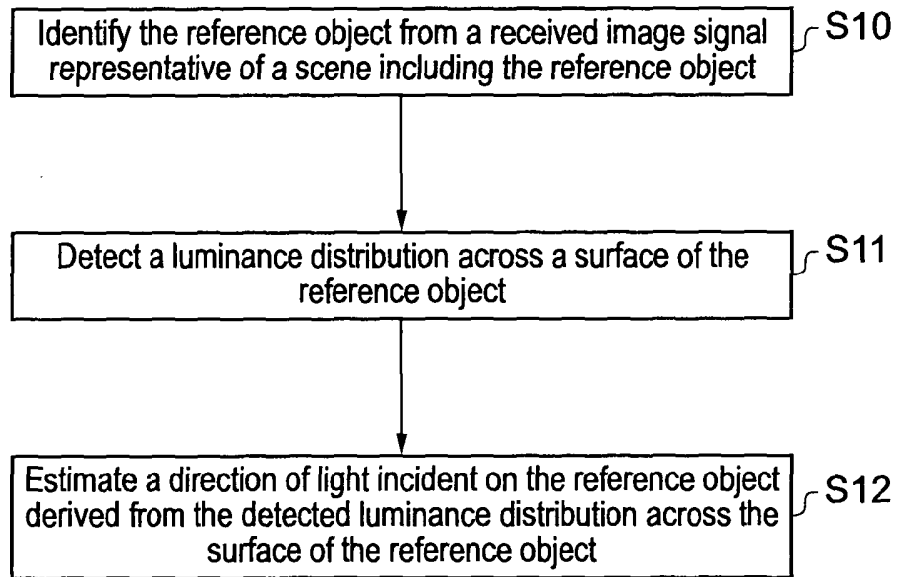 Identify the reference object from a received image signal
representative of a scene including the reference object
S10
Detect a luminance distribution across a surface of the
reference object
S11
Estimate a direction of light incident on the reference object
derived from the detected luminance distribution across the
surface of the reference object
S12